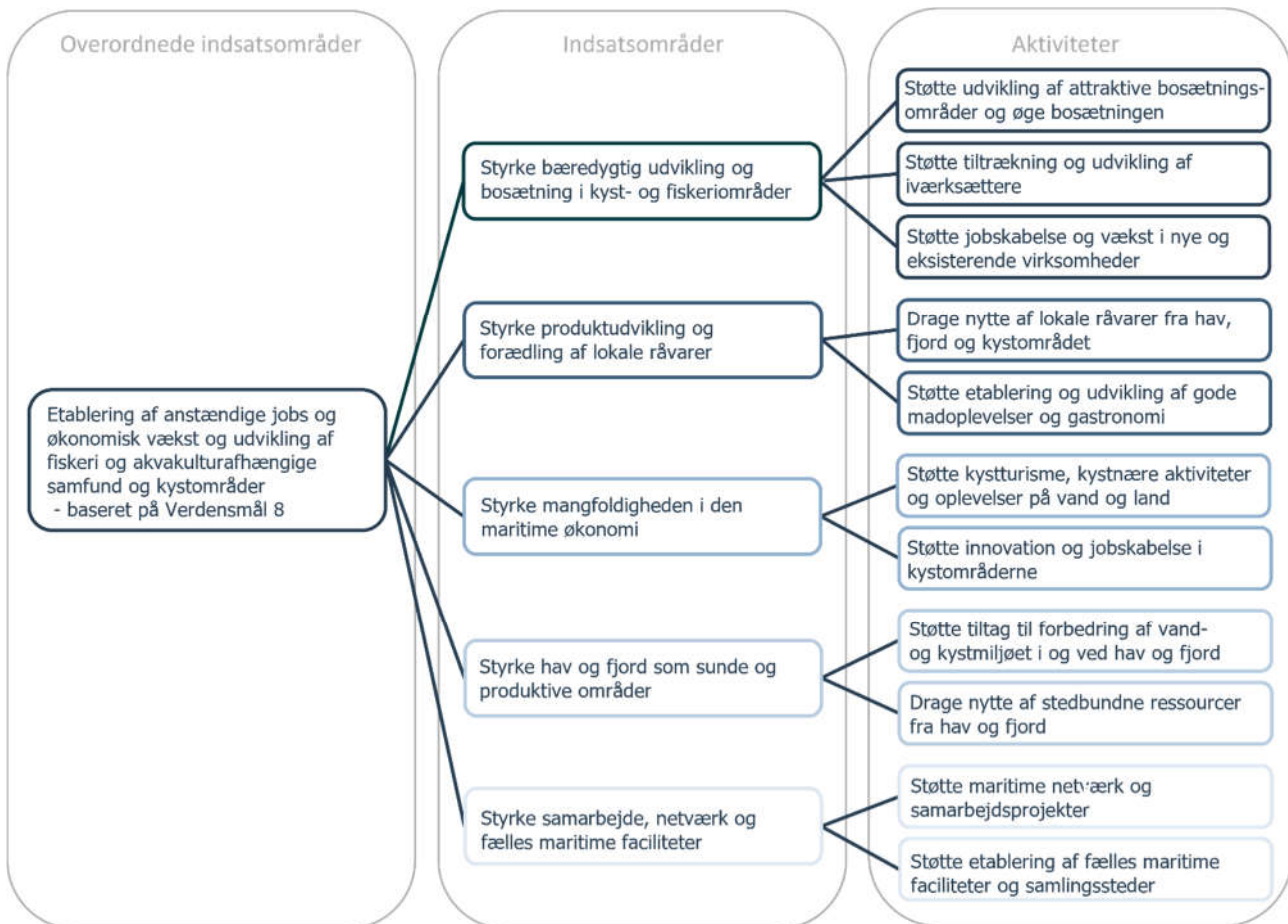 Overordnede indsatsområder
Etablering af anstændige jobs og
økonomisk vækst og udvikling af
fiskeri og akvakulturafhængige
samfund og kystområder
- baseret på Verdensmål 8
Indsatsområder
Styrke bæredygtig udvikling og
bosætning i kyst- og fiskeriområder
Styrke produktudvikling og
forædling af lokale råvarer
Styrke mangfoldigheden i den
maritime økonomi
Styrke hav og fjord som sunde og
produktive områder
Styrke samarbejde, netværk og
fælles maritime faciliteter
Aktiviteter
Støtte udvikling af attraktive bosætnings-
områder og øge bosætningen
Støtte tiltrækning og udvikling af
iværksættere
Støtte jobskabelse og vækst i nye og
eksisterende virksomheder
Drage nytte af lokale råvarer fra hav,
fjord og kystområdet
Støtte etablering og udvikling af gode
madoplevelser og gastronomi
Støtte kystturisme, kystnære aktiviteter
og oplevelser på vand og land
Støtte innovation og jobskabelse i
kystområderne
Støtte tiltag til forbedring af vand-
og kystmiljøet i og ved hav og fjord
Drage nytte af stedbundne ressourcer
fra hav og fjord
Støtte maritime netværk og
samarbejdsprojekter
Støtte etablering af fælles maritime
faciliteter og samlingssteder